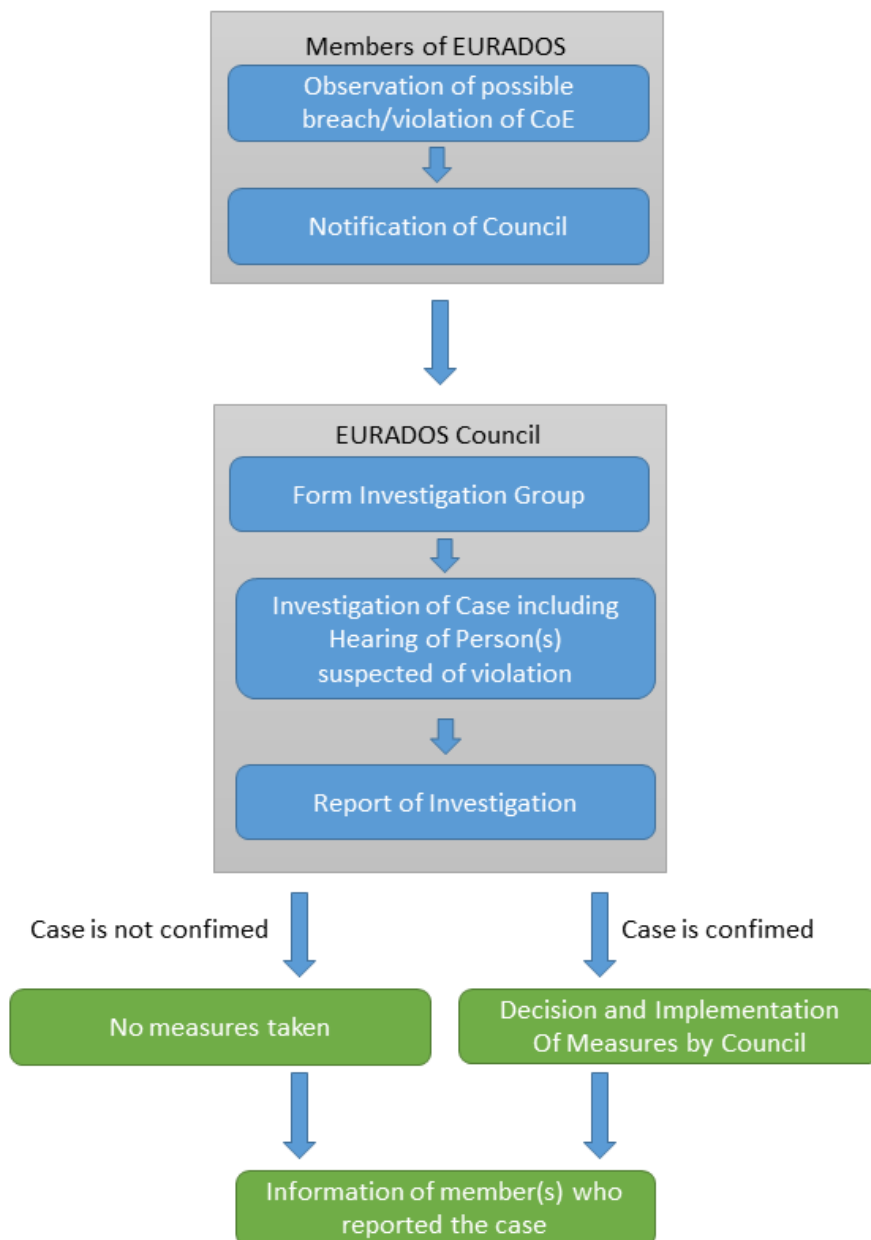 Members of EURADOS
Observation of possible
breach/violation of CoE
Notification of Council
EURADOS Council
Form Investigation Group
Investigation of Case including
Hearing of Person(s)
suspected of violation
Report of Investigation
Case is not confimed
Case is confimed
No measures taken
Decision and Implementation
Of Measures by Council
Information of member(s) who
reported the case